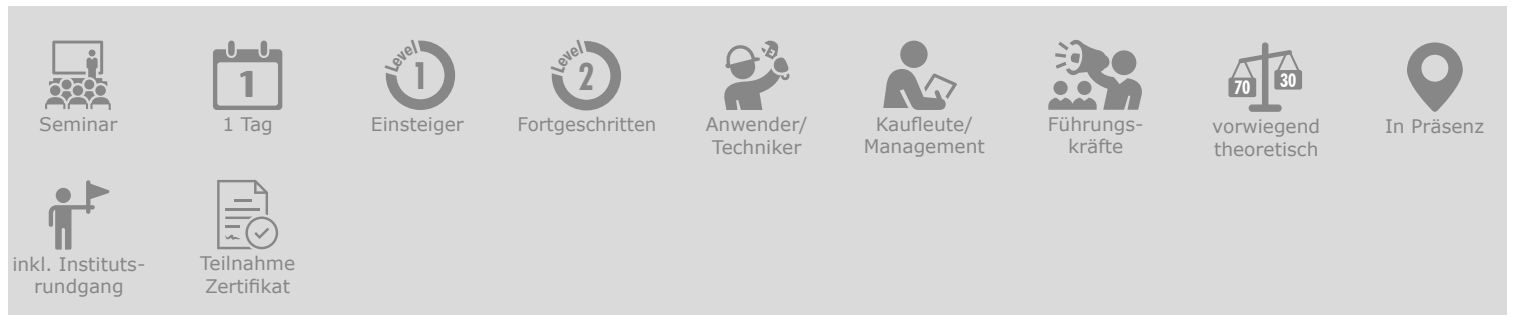 1
Level
1
Level
2
70
30
Seminar
1 Tag
Einsteiger
Fortgeschritten
Anwender/
Techniker
Kaufleute/
Management
Führungs-
kräfte
vorwiegend
theoretisch
In Präsenz
inkl. Instituts-
rundgang
Teilnahme
Zertifikat